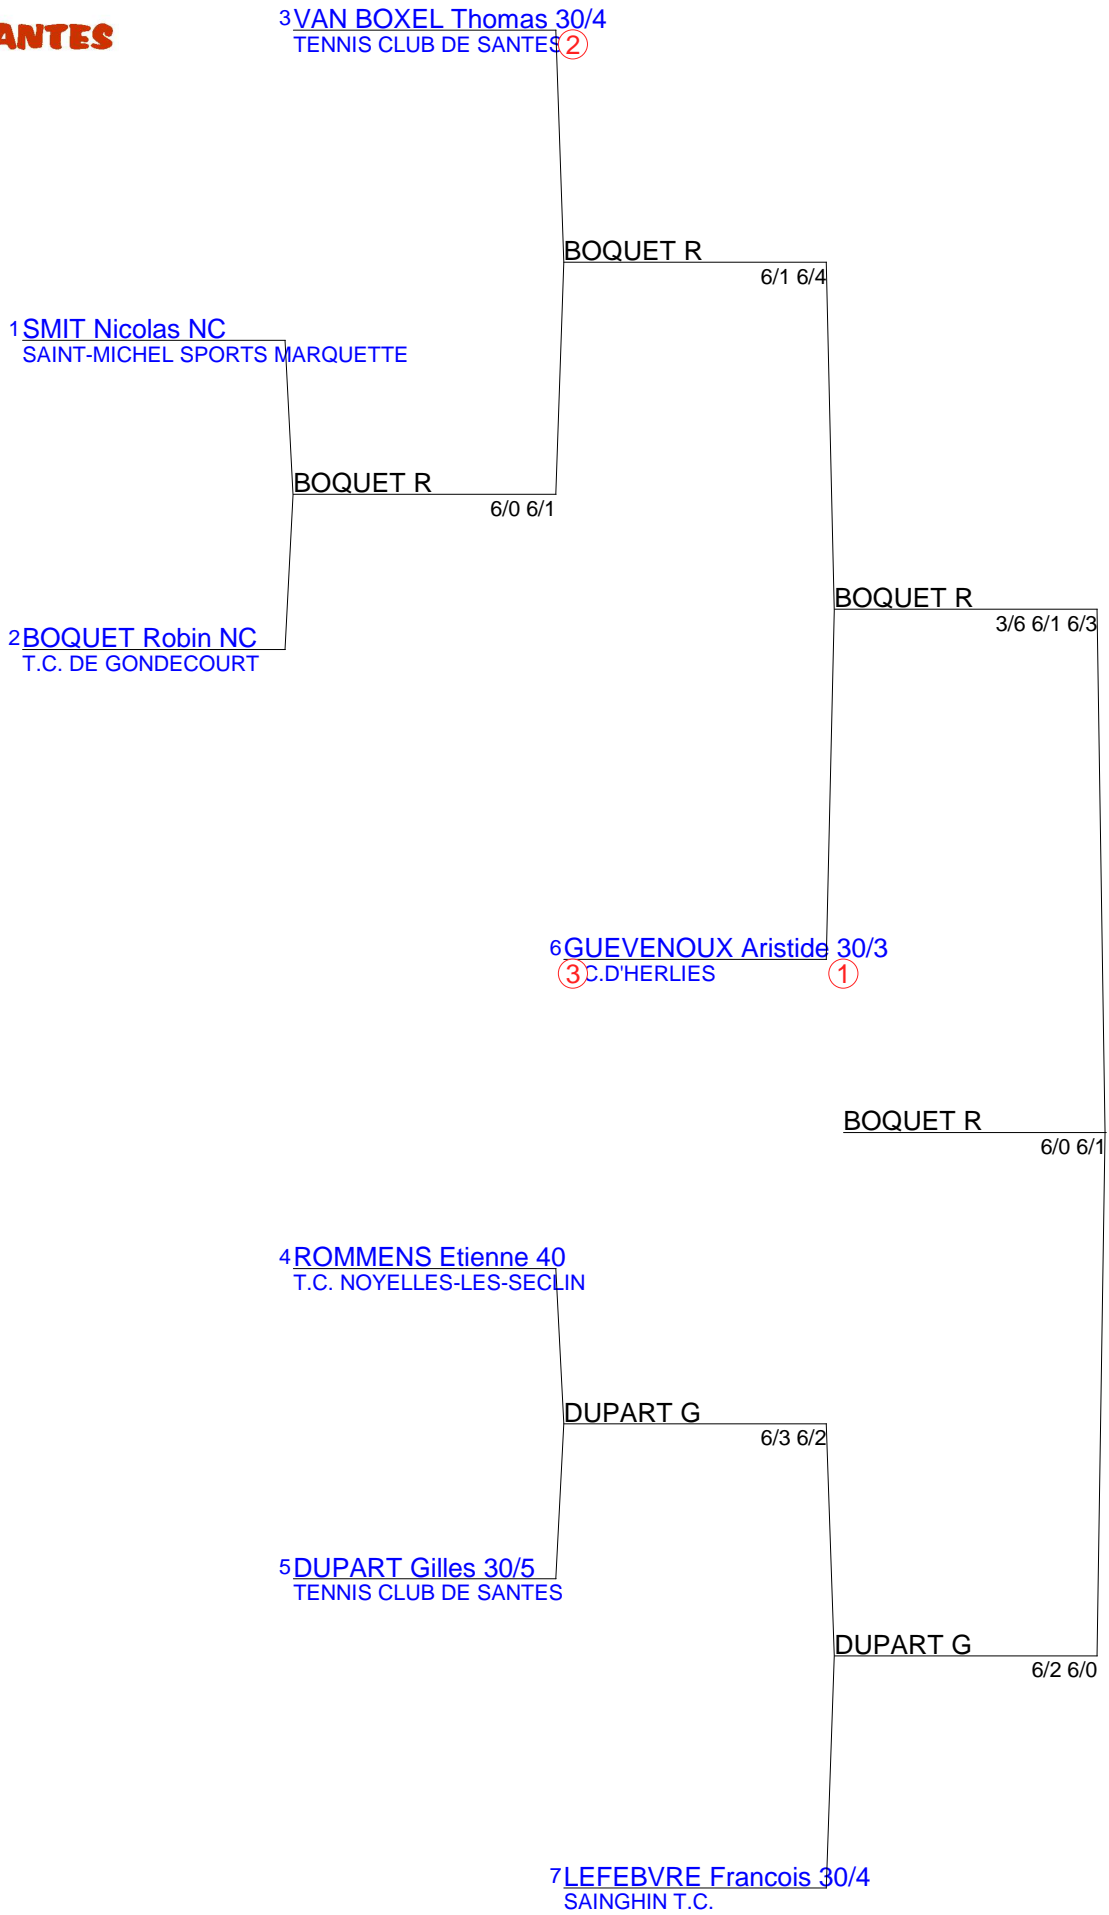 ANTES
3 VAN BOXEL Thomas 30/4
TENNIS CLUB DE SANTES
2
BOQUET R
6/1 6/4
1 SMIT Nicolas NC
SAINT-MICHEL SPORTS MARQUETTE
BOQUET R
6/0 6/1
BOQUET R
3/6 6/1 6/3
2 BOQUET Robin NC
T.C. DE GONDECOURT
6 GUEVENOUX Aristide 30/3
3 C.D'HERLIES
1
BOQUET R
6/0 6/1
4 ROMMENS Etienne 40
T.C. NOYELLES-LES-SECLIN
DUPART G
6/3 6/2
5 DUPART Gilles 30/5
TENNIS CLUB DE SANTES
DUPART G
6/2 6/0
7 LEFEBVRE Francois 30/4
SAINGHIN T.C.